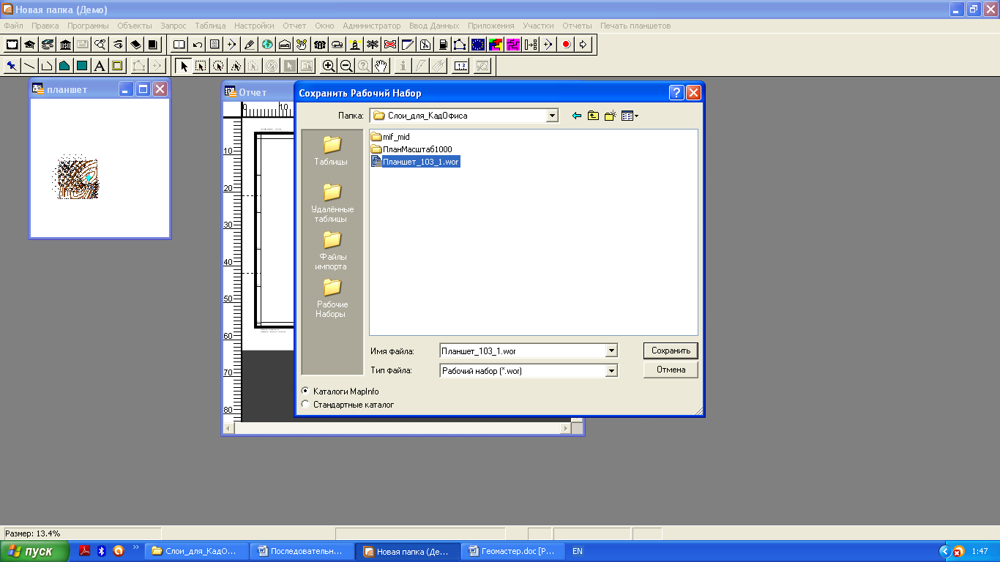 Новая папка (Демо)
Файл Правка Программы Объекты Запрос Таблица Настройки Отчет Окно Администратор Ввод Данных Приложения Участки Отчеты Печать планшетов
планшет
Отчет
0 10
10
20
30
40
50
60
70
80
Сохранить Рабочий Набор
Папка: Слои_для_КадОфиса
Таблицы
Удалённые
таблицы
Файлы
импорта
Рабочие
Наборы
mif_mid
ПланМасштаб1000
Планшет_103_1.wor
Имя файла: Планшет_103_1.wor Сохранить
Тип файла: Рабочий набор (*.wor) Отмена
Каталоги MapInfo
Стандартные каталог
Размер: 13.4%
пуск Слои_для_КадО... Последовательн... Новая папка (Де... Геомастер.doc [Р... EN 1:47